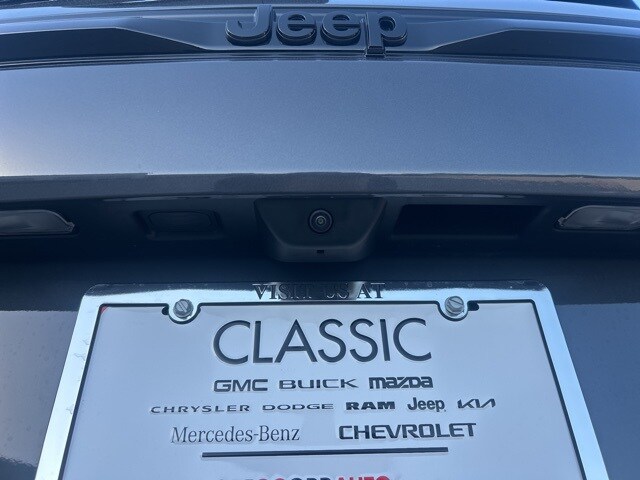 Jeep
VISIT US AT
CLASSIC
GMC BUICK mazda
CHRYSLER DODGE RAM Jeep KIA
Mercedes-Benz CHEVROLET